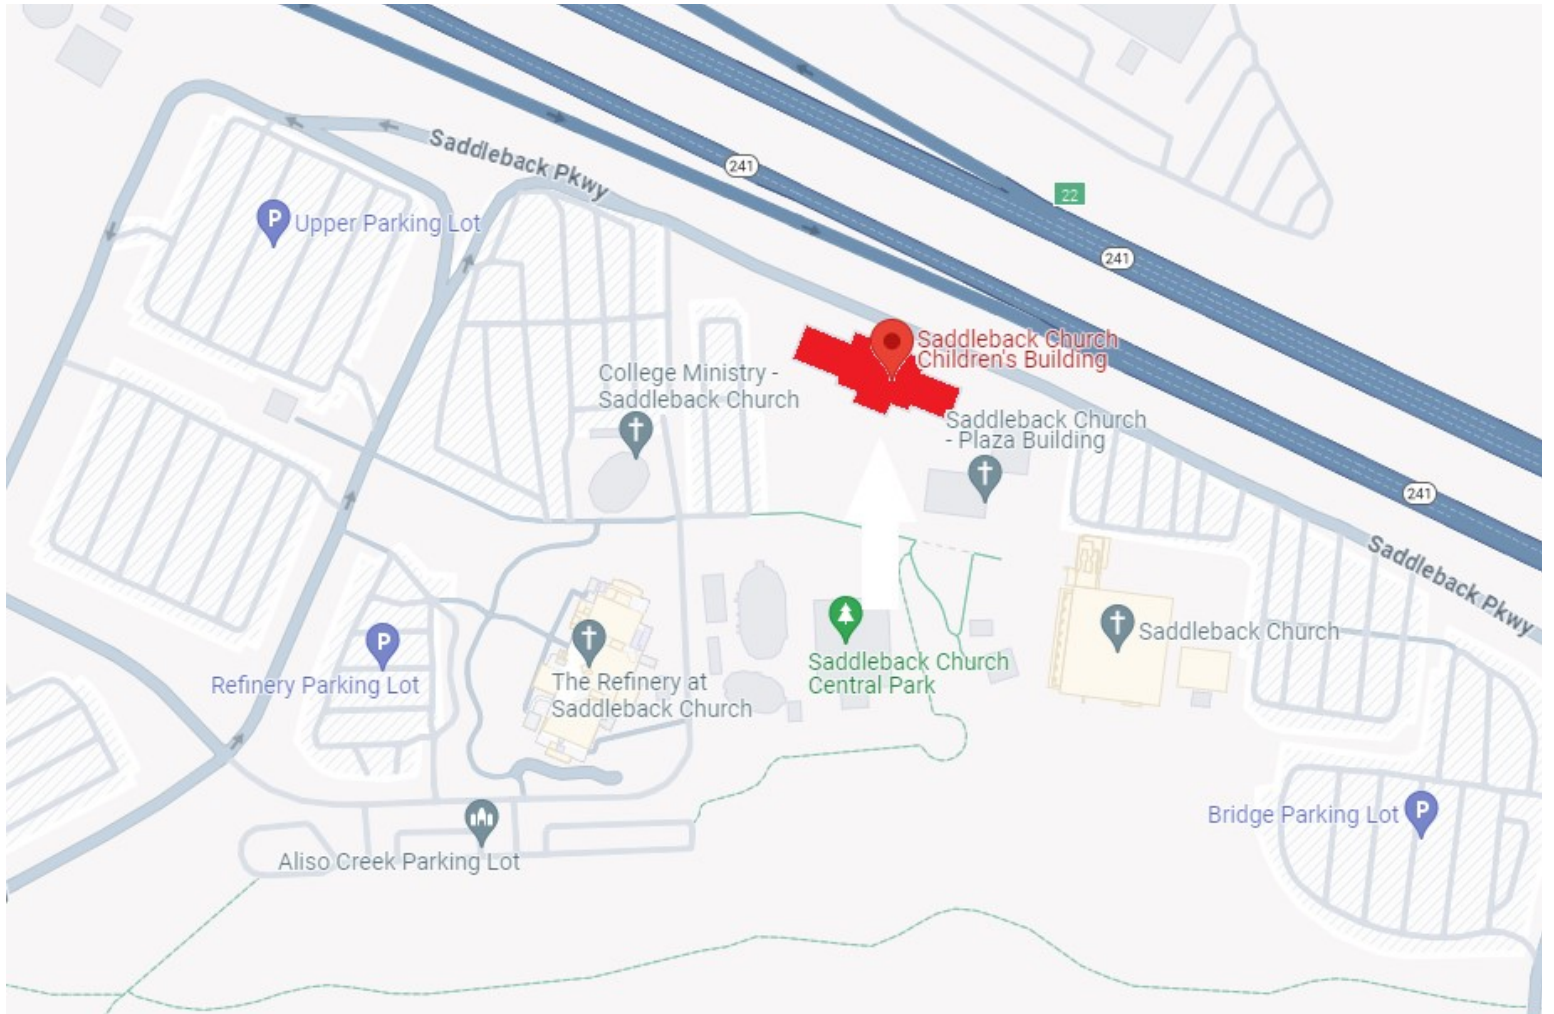 Saddleback Pkwy
241
22
P
Upper Parking Lot
241
Saddleback Church
Children's Building
College Ministry -
Saddleback Church
Saddleback Church
- Plaza Building
241
Saddleback Pkwy
Saddleback Church
P
Refinery Parking Lot
The Refinery at
Saddleback Church
Saddleback Church
Central Park
Bridge Parking Lot
P
Aliso Creek Parking Lot